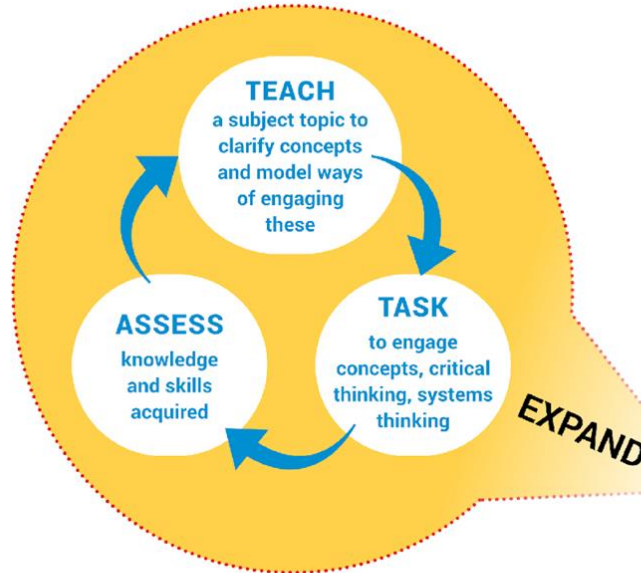 TEACH
a subject topic to
clarify concepts
and model ways
of engaging
these
TASK
to engage
concepts, critical
thinking, systems
thinking
ASSESS
knowledge
and skills
acquired
EXPAND